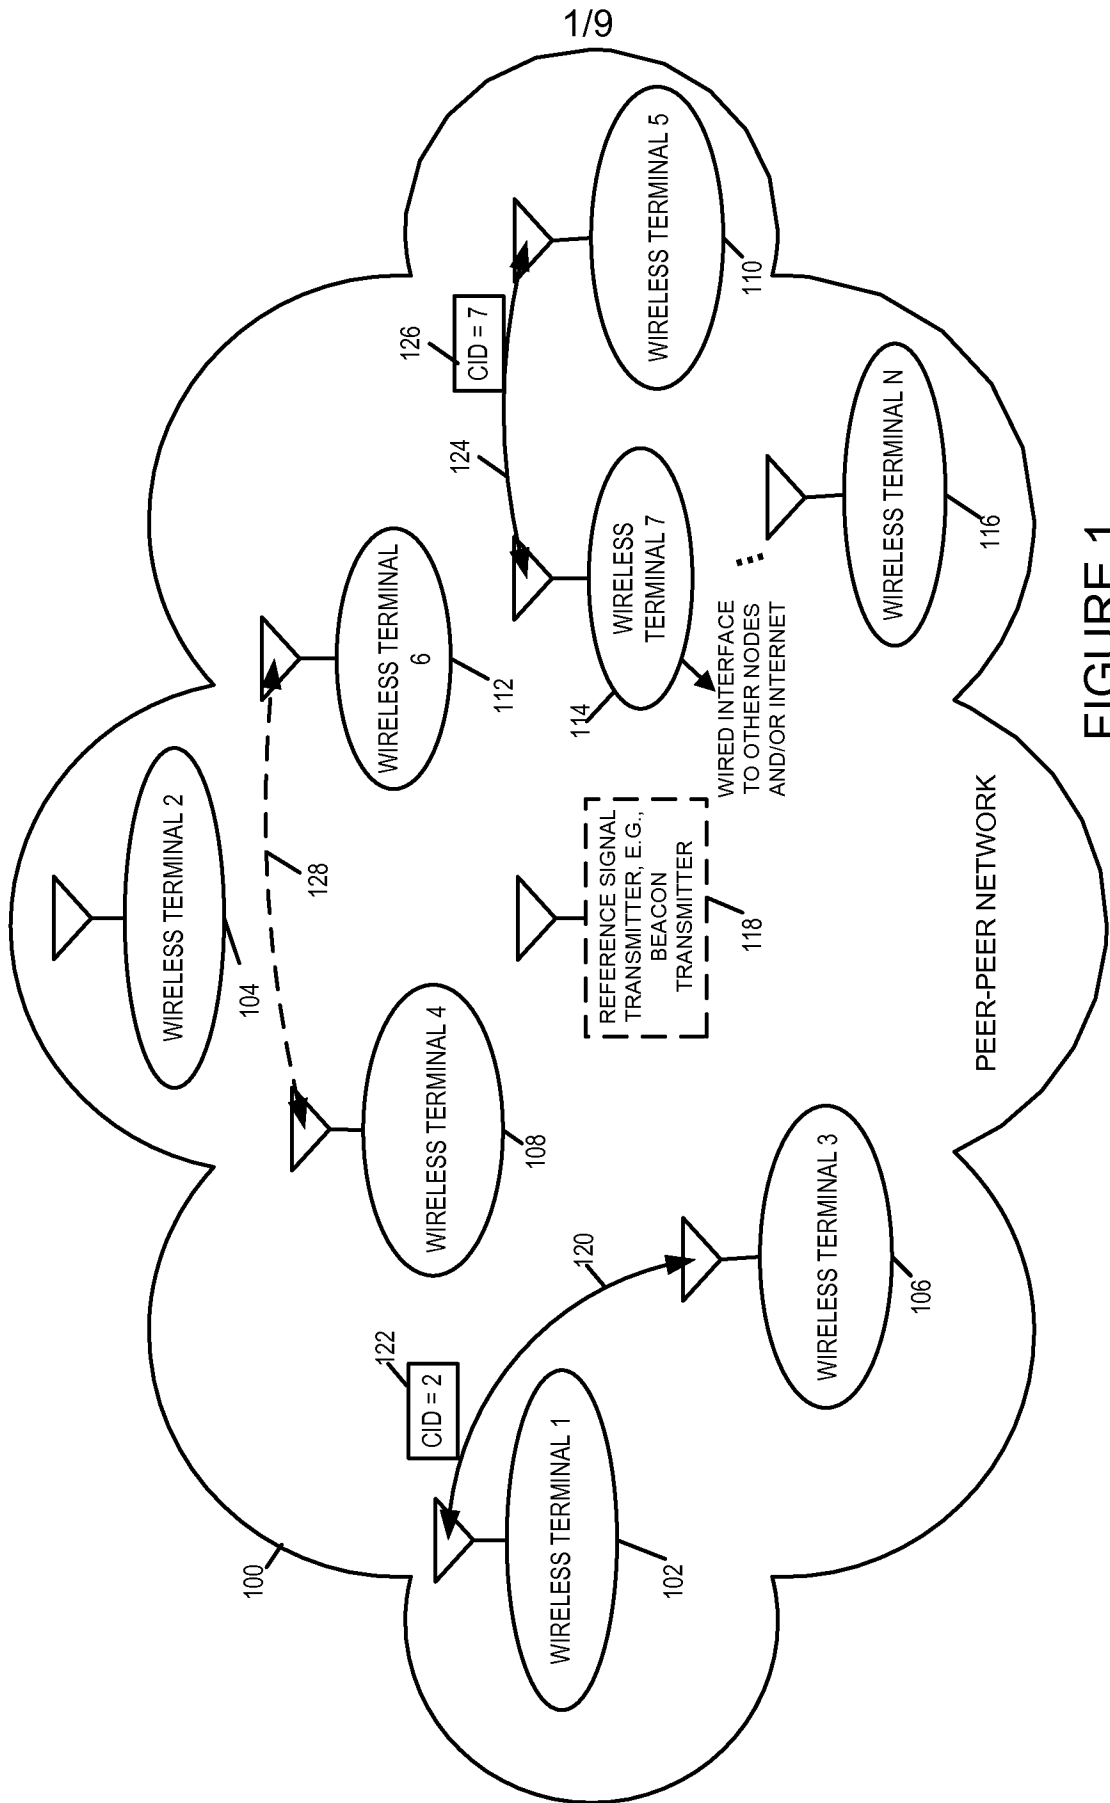 1/9
100
WIRELESS TERMINAL 1
102
CID = 2
122
120
WIRELESS TERMINAL 3
106
WIRELESS TERMINAL 4
108
128
WIRELESS TERMINAL 2
104
WIRELESS TERMINAL
6
112
REFERENCE SIGNAL
TRANSMITTER, E.G.,
BEACON
TRANSMITTER
118
WIRELESS
TERMINAL 7
114
WIRED INTERFACE
TO OTHER NODES
AND/OR INTERNET
124
CID = 7
126
WIRELESS TERMINAL 5
110
...
WIRELESS TERMINAL N
116
PEER-PEER NETWORK
FIGURE 1